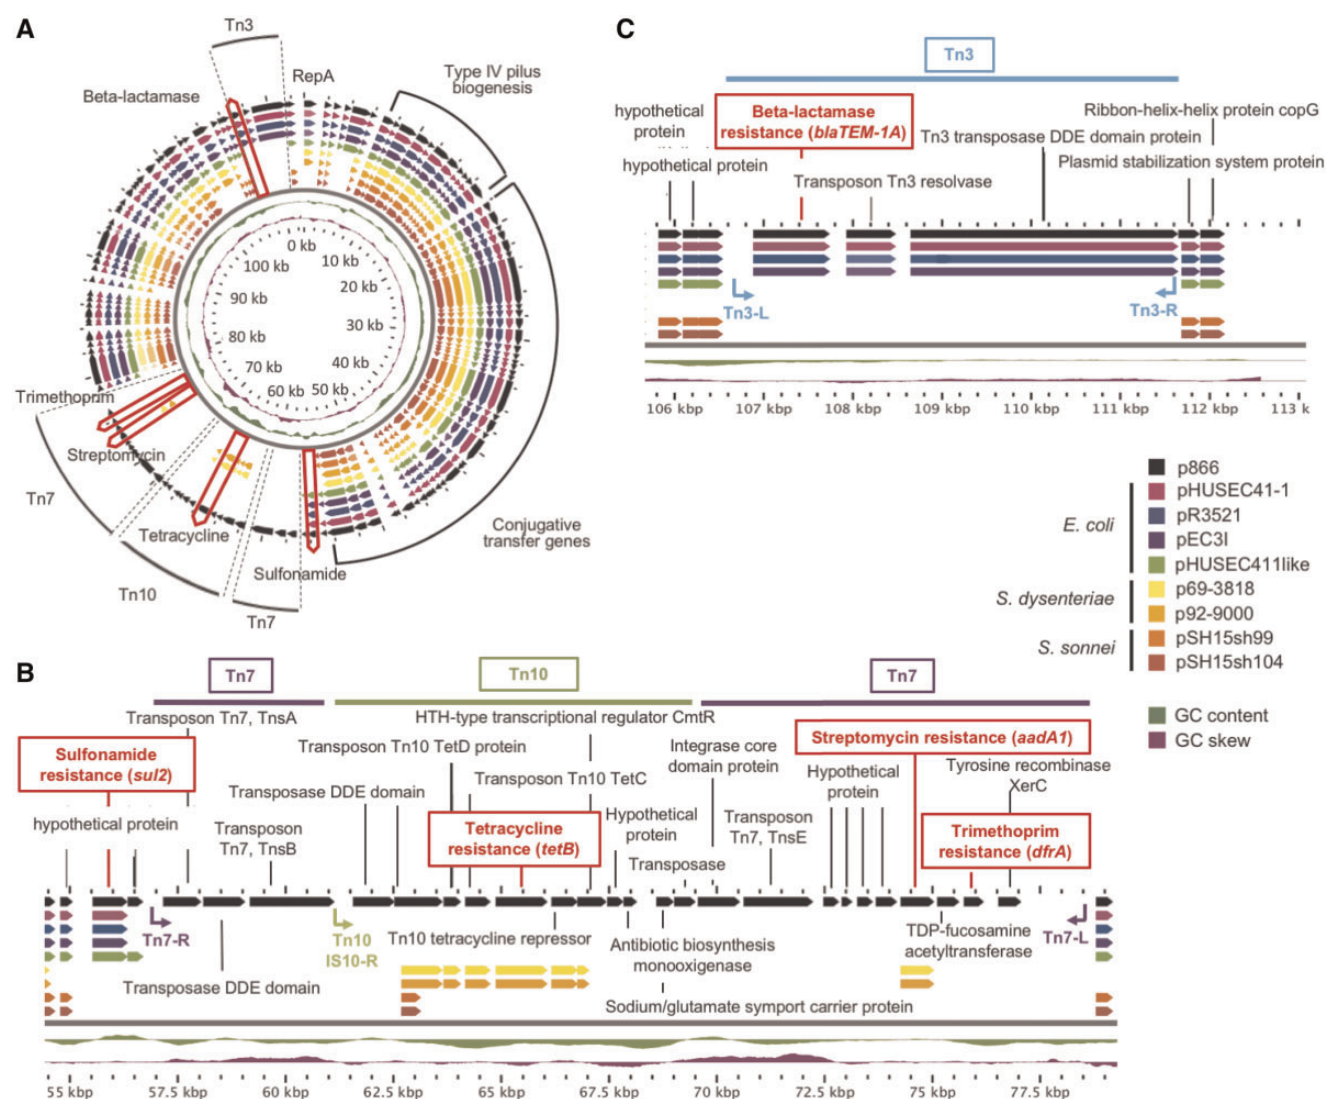 A
Tn3
RepA
Beta-lactamase
Type IV pilus
biogenesis
0 kb
10 kb
20 kb
30 kb
40 kb
50 kb
60 kb
70 kb
80 kb
90 kb
100 kb
Trimethoprim
Streptomycin
Tn7
Tetracycline
Tn10
Sulfonamide
Tn7
Conjugative
transfer genes
C
Tn3
hypothetical
protein
Beta-lactamase
resistance (blaTEM-1A)
Ribbon-helix-helix protein copG
Tn3 transposase DDE domain protein
hypothetical protein
Plasmid stabilization system protein
Transposon Tn3 resolvase
Tn3-L
Tn3-R
106 kbp
107 kbp
108 kbp
109 kbp
110 kbp
111 kbp
112 kbp
113 k
p866
pHUSEC41-1
pR3521
pEC3I
pHUSEC411like
p69-3818
p92-9000
pSH15sh99
pSH15sh104
E. coli
S. dysenteriae
S. sonnei
GC content
GC skew
B
Tn7
Tn10
Tn7
Transposon Tn7, TnsA
HTH-type transcriptional regulator CmtR
Sulfonamide
resistance (sul2)
Transposon Tn10 TetD protein
Integrase core
domain protein
Streptomycin resistance (aadA1)
Transposon Tn10 TetC
Hypothetical
protein
Tyrosine recombinase
XerC
Transposase DDE domain
hypothetical protein
Transposon
Tn7, TnsB
Tetracycline
resistance (tetB)
Hypothetical
protein
Transposon
Tn7, TnsE
Trimethoprim
resistance (dfrA)
Transposase
Tn7-R
Tn10
IS10-R
Tn10 tetracycline repressor
Antibiotic biosynthesis
monooxigenase
TDP-fucosamine
acetyltransferase
Tn7-L
Transposase DDE domain
Sodium/glutamate symport carrier protein
55 kbp
57.5 kbp
60 kbp
62.5 kbp
65 kbp
67.5 kbp
70 kbp
72.5 kbp
75 kbp
77.5 kbp